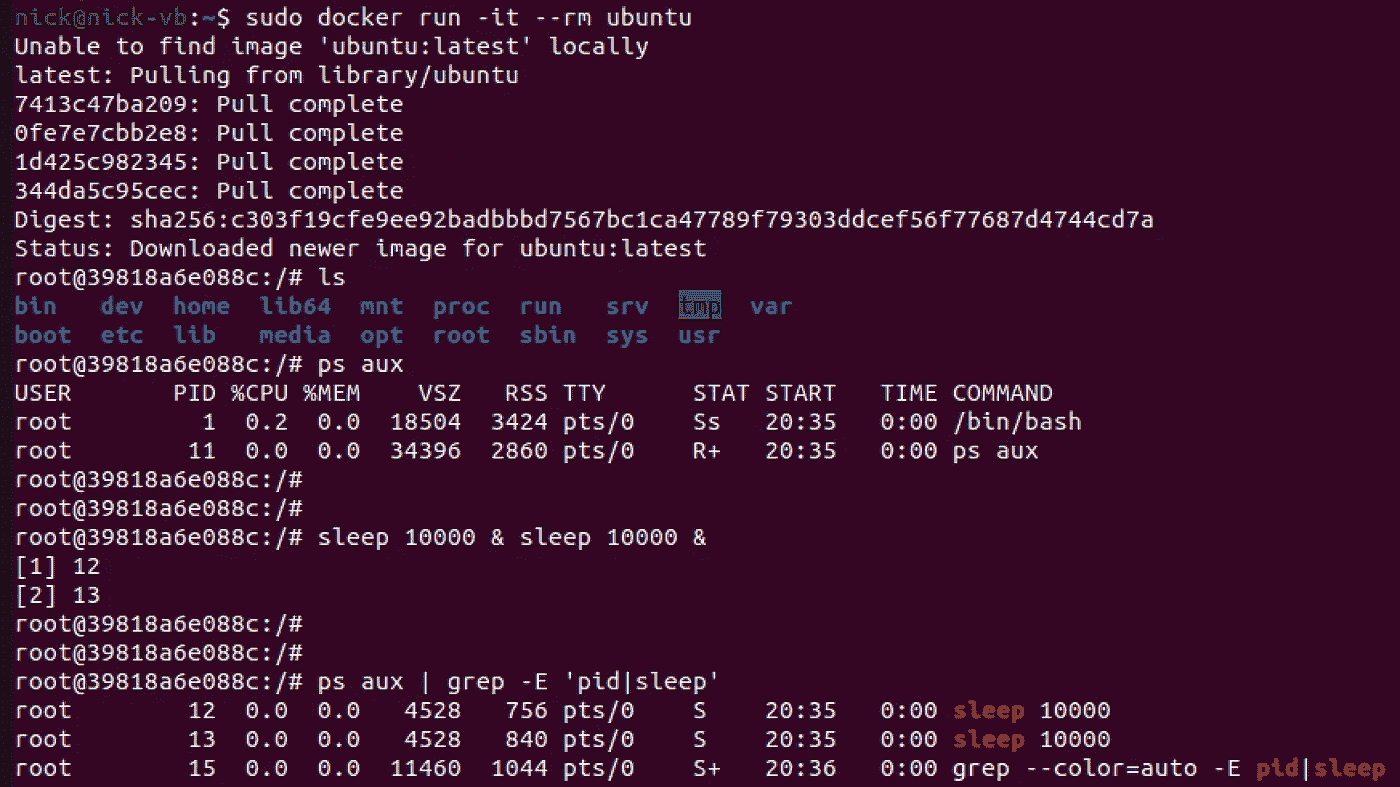 nick@nick-vb:~$ sudo docker run -it --rm ubuntu
Unable to find image 'ubuntu:latest' locally
latest: Pulling from library/ubuntu
7413c47ba209: Pull complete
0fe7e7cbb2e8: Pull complete
1d425c982345: Pull complete
344da5c95cec: Pull complete
Digest: sha256:c303f19cfe9ee92badbbbd7567bc1ca47789f79303ddcef56f77687d4744cd7a
Status: Downloaded newer image for ubuntu:latest
root@39818a6e088c:/# ls
bin   dev  home  lib64  mnt  proc  run   srv  tmp  var
boot  etc  lib   media  opt  root  sbin  sys  usr
root@39818a6e088c:/# ps aux
USER       PID %CPU %MEM    VSZ   RSS TTY      STAT START   TIME COMMAND
root         1  0.2  0.0  18504  3424 pts/0    Ss   20:35   0:00 /bin/bash
root        11  0.0  0.0  34396  2860 pts/0    R+   20:35   0:00 ps aux
root@39818a6e088c:/#
root@39818a6e088c:/#
root@39818a6e088c:/# sleep 10000 & sleep 10000 &
[1] 12
[2] 13
root@39818a6e088c:/#
root@39818a6e088c:/#
root@39818a6e088c:/# ps aux | grep -E 'pid|sleep'
root        12  0.0  0.0   4528   756 pts/0    S    20:35   0:00 sleep 10000
root        13  0.0  0.0   4528   840 pts/0    S    20:35   0:00 sleep 10000
root        15  0.0  0.0  11460  1044 pts/0    S+   20:36   0:00 grep --color=auto -E pid|sleep